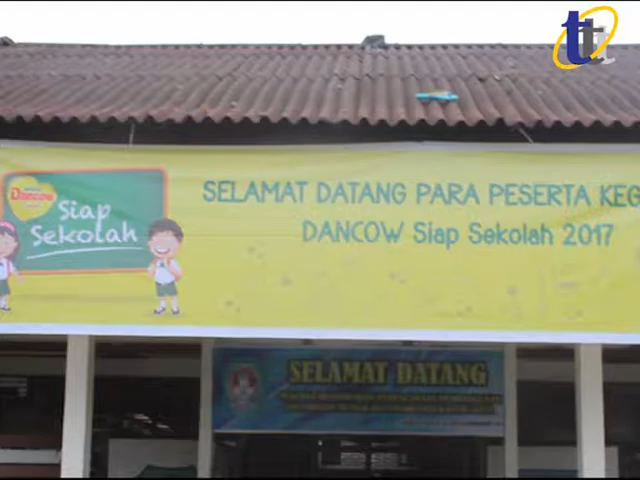 DANCOW
Siap
Sekolah
SELAMAT DATANG PARA PESERTA KEG
DANCOW Siap Sekolah 2017
SELAMAT DATANG